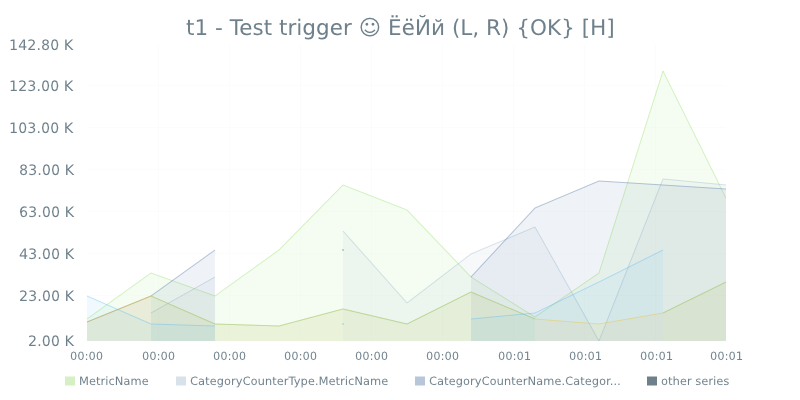 t1 - Test trigger ☺ ЁёЙй (L, R) {OK} [H]
142.80 K
123.00 K
103.00 K
83.00 K
63.00 K
43.00 K
23.00 K
2.00 K
00:00 00:00 00:00 00:00 00:00 00:00 00:01 00:01 00:01 00:01
MetricName CategoryCounterType.MetricName CategoryCounterName.Categor... other series